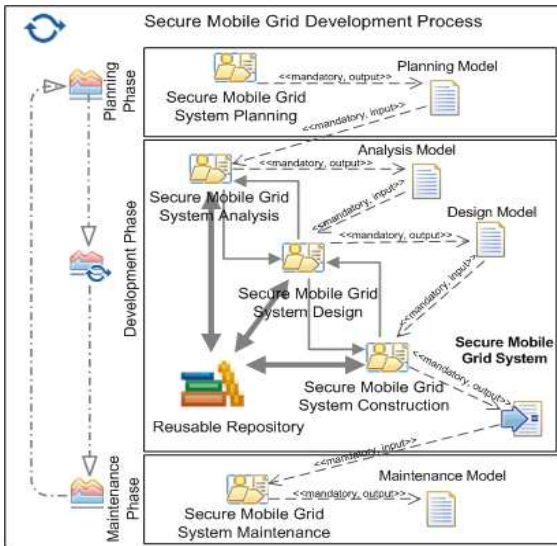 Secure Mobile Grid Development Process
Planning
Phase
Secure Mobile Grid
System Planning
<<mandatory, output>>
Planning Model
<<mandatory, input>>
Development Phase
Secure Mobile Grid
System Analysis
<<mandatory, output>>
Analysis Model
<<mandatory, input>>
Secure Mobile Grid
System Design
<<mandatory, output>>
Design Model
<<mandatory, input>>
Secure Mobile Grid
System Construction
<<mandatory, output>>
Secure Mobile
Grid System
Reusable Repository
<<mandatory, input>>
Maintenance
Phase
Secure Mobile Grid
System Maintenance
<<mandatory, output>>
Maintenance Model